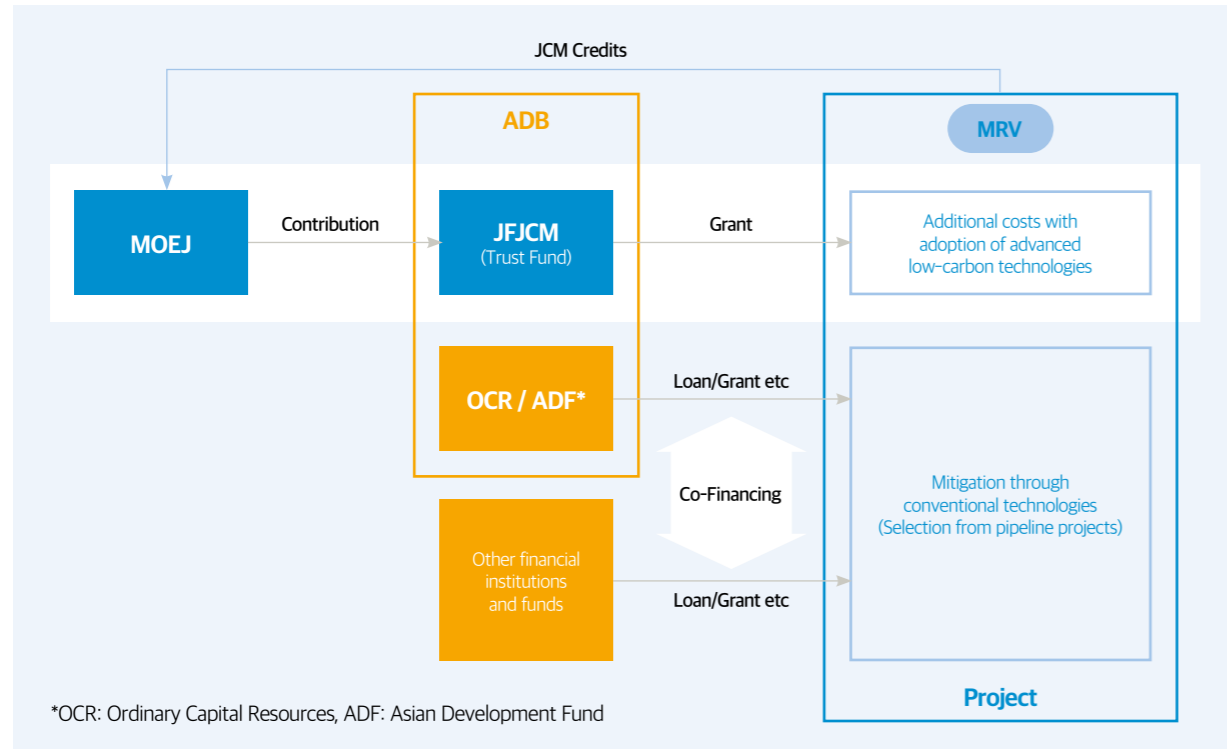 JCM Credits
ADB
MRV
MOEJ
Contribution
JFJCM
(Trust Fund)
Grant
Additional costs with
adoption of advanced
low-carbon technologies
OCR / ADF*
Loan/Grant etc
Co-Financing
Mitigation through
conventional technologies
(Selection from pipeline projects)
Other financial
institutions
and funds
Loan/Grant etc
Project
*OCR: Ordinary Capital Resources, ADF: Asian Development Fund